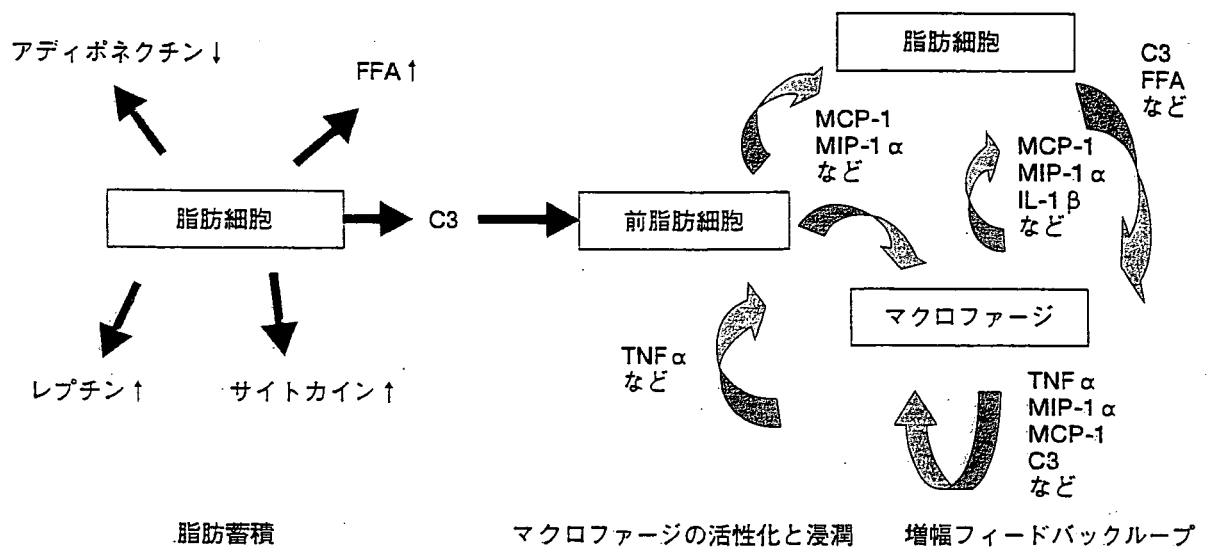 アディポネクチン↓
FFA↑
脂肪細胞
C3
レプチン↑
サイトカイン↑
脂肪蓄積
前脂肪細胞
MCP-1
MIP-1α
など
脂肪細胞
C3
FFA
など
MCP-1
MIP-1α
IL-1β
など
マクロファージ
TNFα
など
TNFα
MIP-1α
MCP-1
C3
など
マクロファージの活性化と浸潤
増幅フィードバックループ